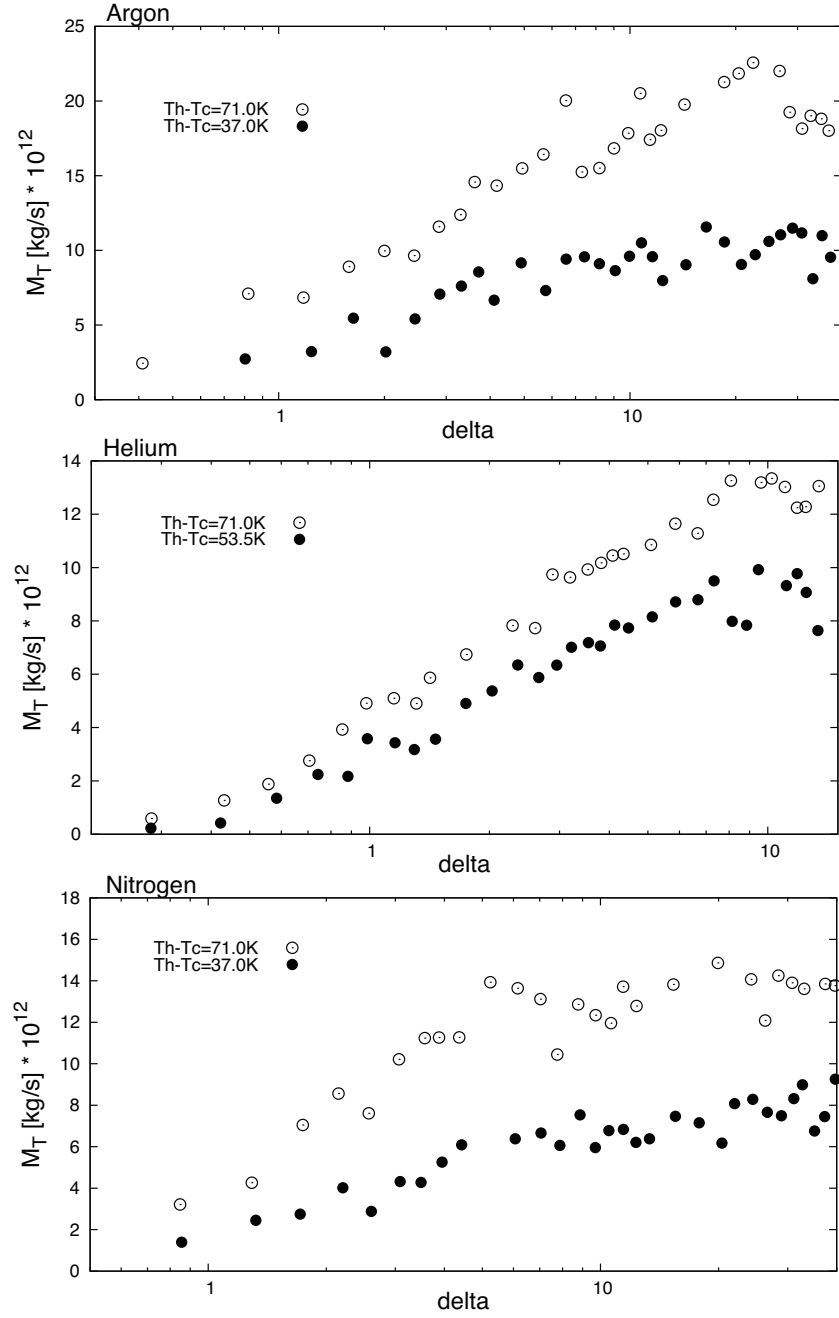 Argon
25
20
15
10
5
0
M_T [kg/s] * 10^12
Th-Tc=71.0K
Th-Tc=37.0K
1
10
delta
Helium
14
12
10
8
6
4
2
0
M_T [kg/s] * 10^12
Th-Tc=71.0K
Th-Tc=53.5K
1
10
delta
Nitrogen
18
16
14
12
10
8
6
4
2
0
M_T [kg/s] * 10^12
Th-Tc=71.0K
Th-Tc=37.0K
1
10
delta